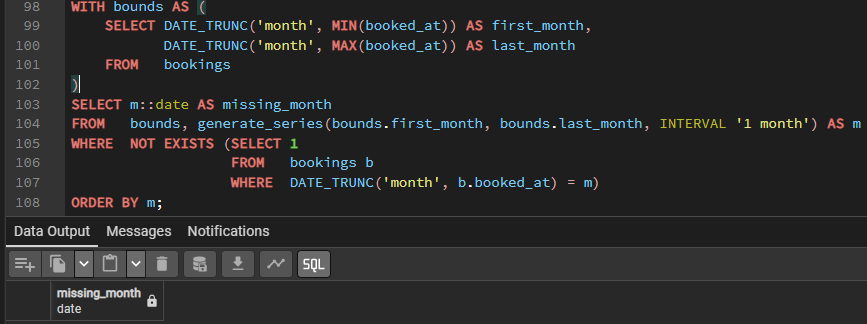 98 WITH bounds AS (
99     SELECT DATE_TRUNC('month', MIN(booked_at)) AS first_month,
100            DATE_TRUNC('month', MAX(booked_at)) AS last_month
101     FROM   bookings
102 )
103 SELECT m::date AS missing_month
104 FROM   bounds, generate_series(bounds.first_month, bounds.last_month, INTERVAL '1 month') AS m
105 WHERE  NOT EXISTS (SELECT 1
106                    FROM   bookings b
107                    WHERE  DATE_TRUNC('month', b.booked_at) = m)
108 ORDER BY m;
Data Output Messages Notifications
SQL
missing_month
date